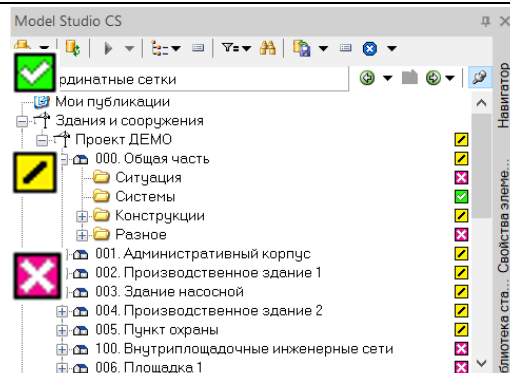 Model Studio CS
рдинатные сетки
Мои публикации
Здания и сооружения
Проект ДЕМО
000. Общая часть
Ситуация
Системы
Конструкции
Разное
001. Административный корпус
002. Производственное здание 1
003. Здание насосной
004. Производственное здание 2
005. Пункт охраны
100. Внутриплощадочные инженерные сети
006. Площадка 1
Навигатор
Свойства элеме...
блиотека ста...